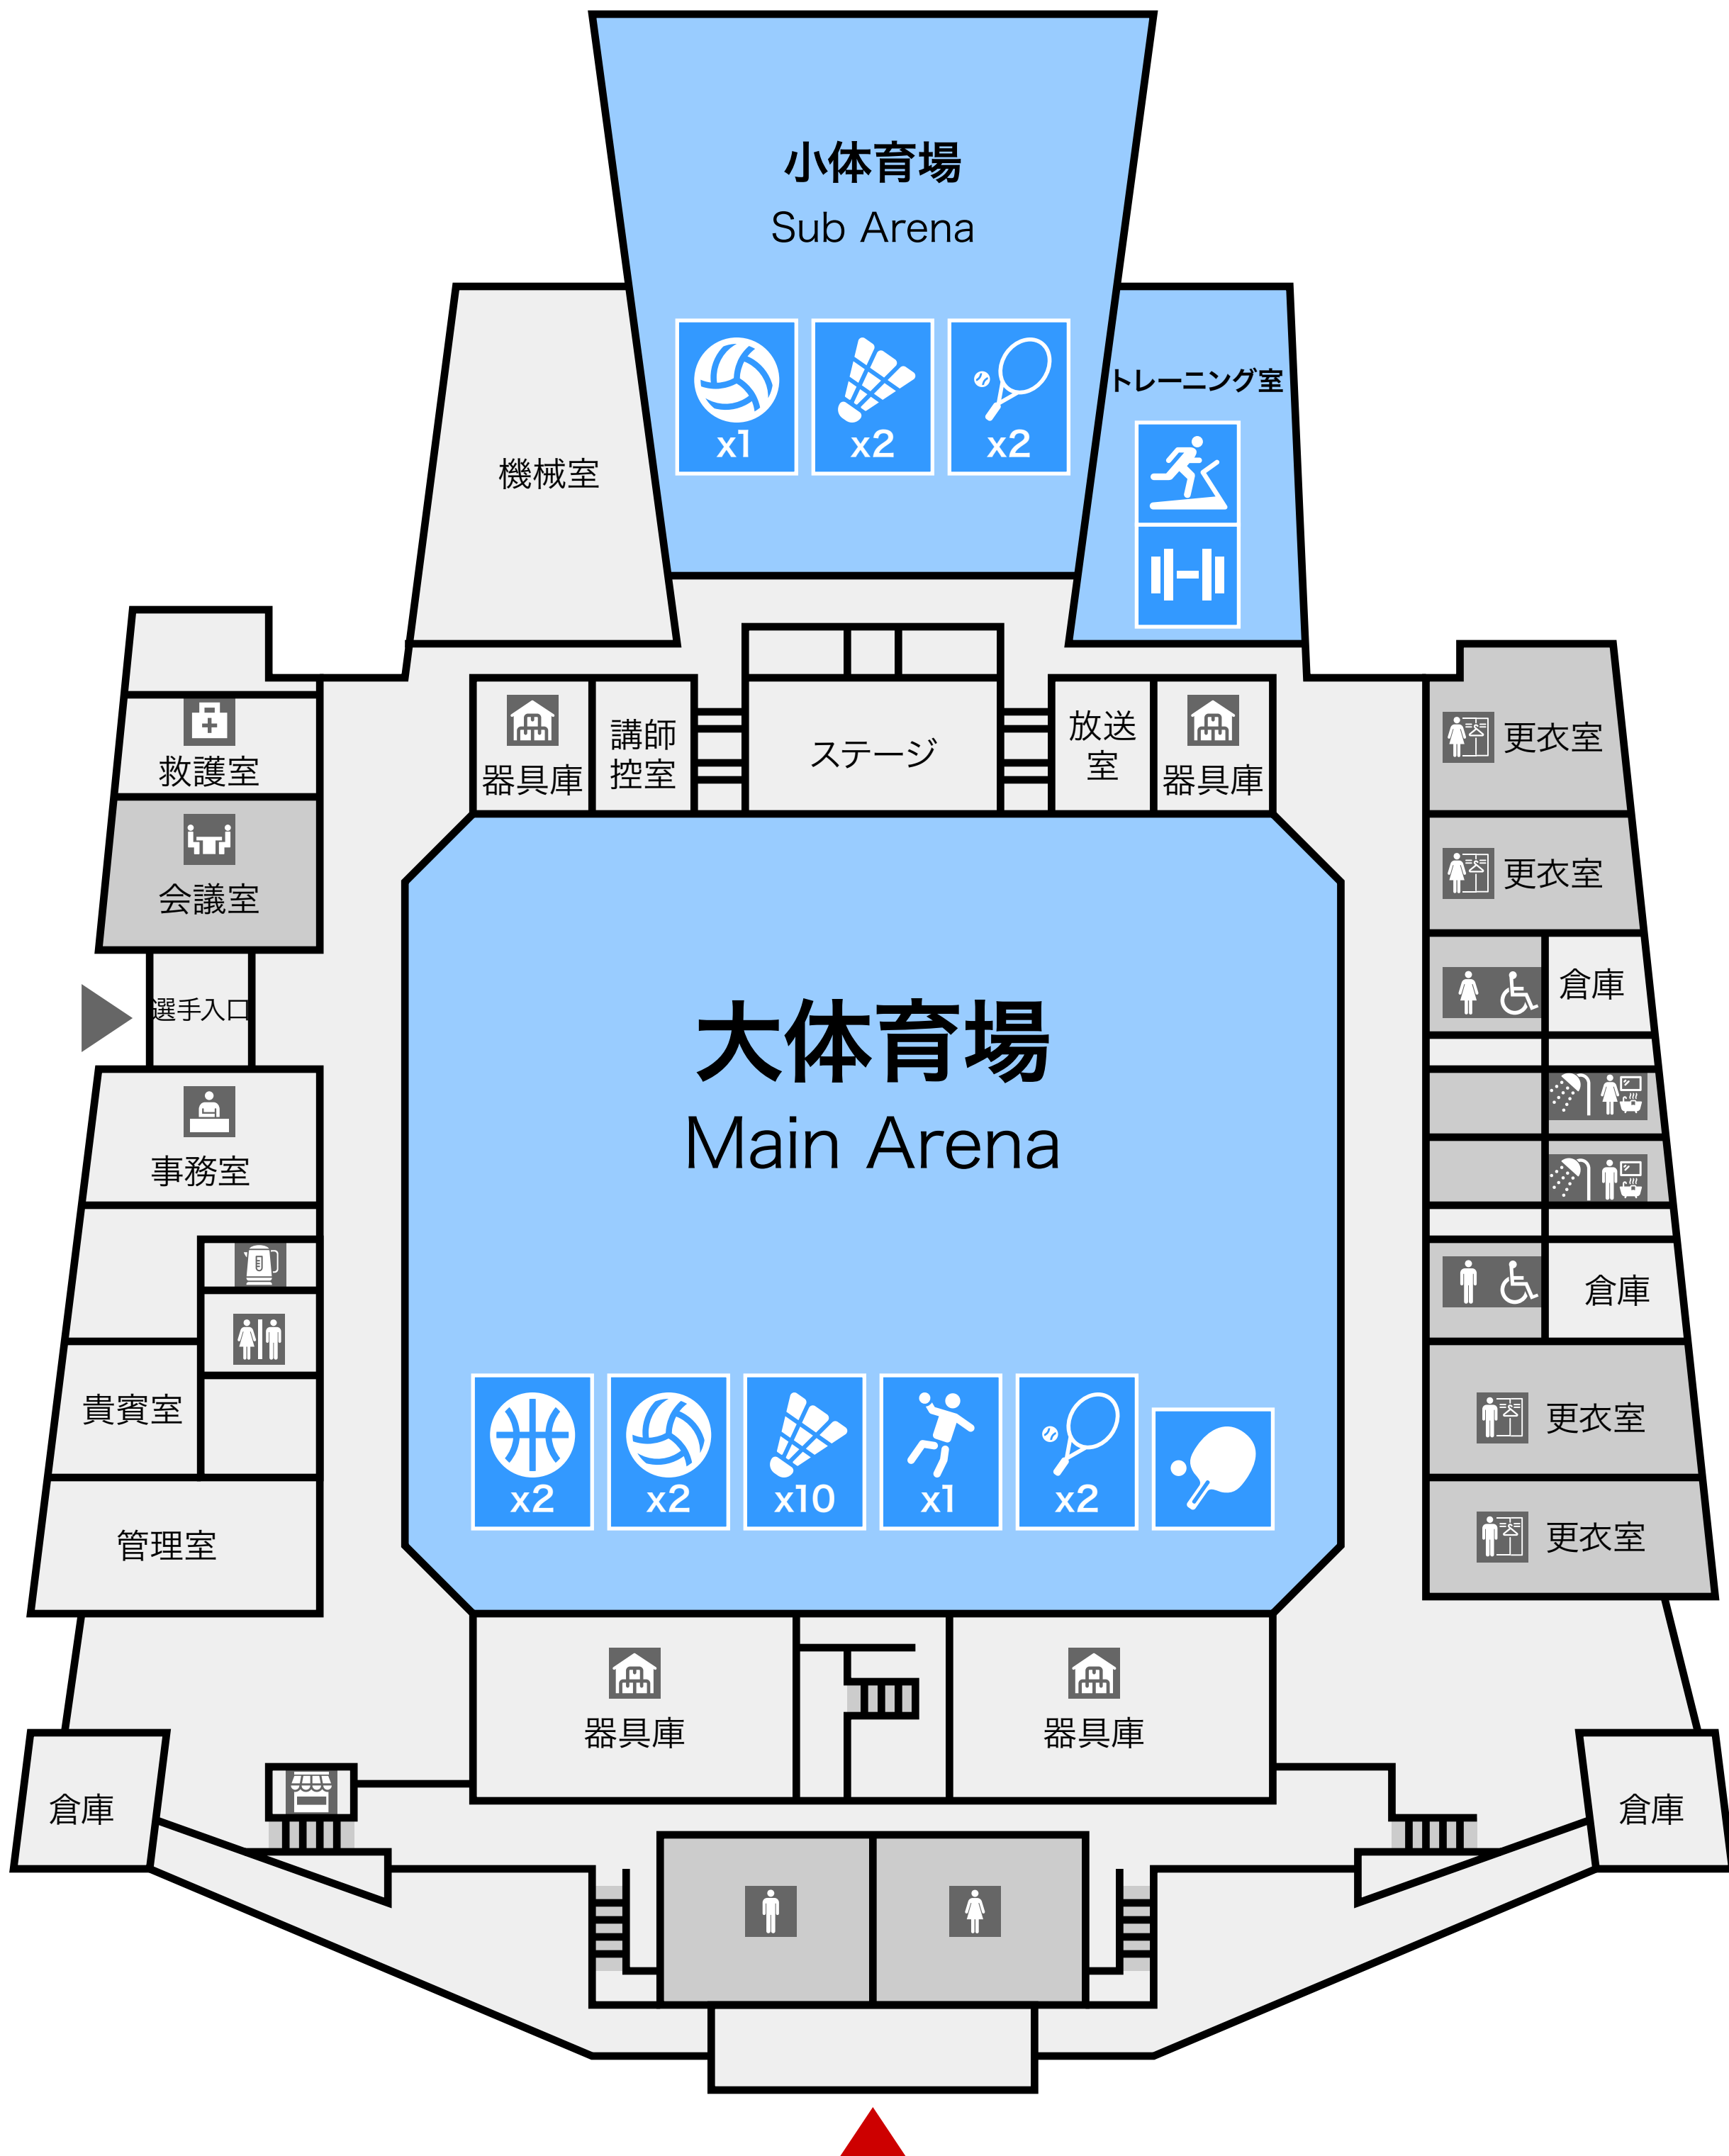 小体育場
Sub Arena
x1
x2
x2
トレーニング室
機械室
救護室
会議室
選手入口
事務室
貴賓室
管理室
器具庫
講師
控室
ステージ
放送
室
器具庫
更衣室
更衣室
倉庫
倉庫
更衣室
更衣室
大体育場
Main Arena
x2
x2
x10
x1
x2
器具庫
器具庫
倉庫
倉庫